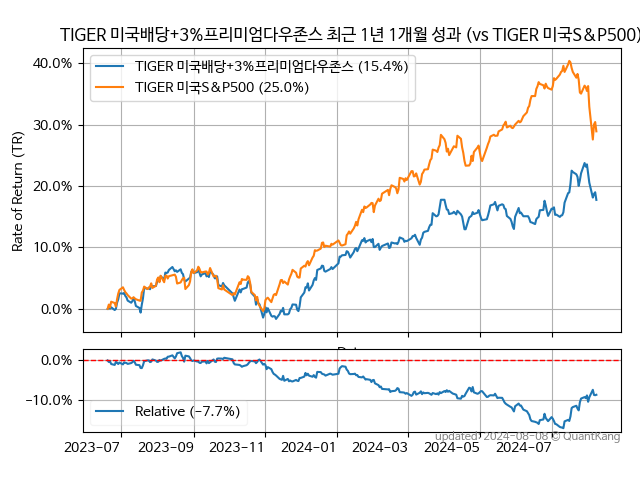 TIGER 미국배당+3%프리미엄다우존스 최근 1년 1개월 성과 (vs TIGER 미국S&P500)
TIGER 미국배당+3%프리미엄다우존스 (15.4%)
TIGER 미국S&P500 (25.0%)
Rate of Return (TR)
40.0%
30.0%
20.0%
10.0%
0.0%
0.0%
−10.0%
Relative (−7.7%)
updated: 2024-08-08 © QuantKang
2023-07 2023-09 2023-11 2024-01 2024-03 2024-05 2024-07